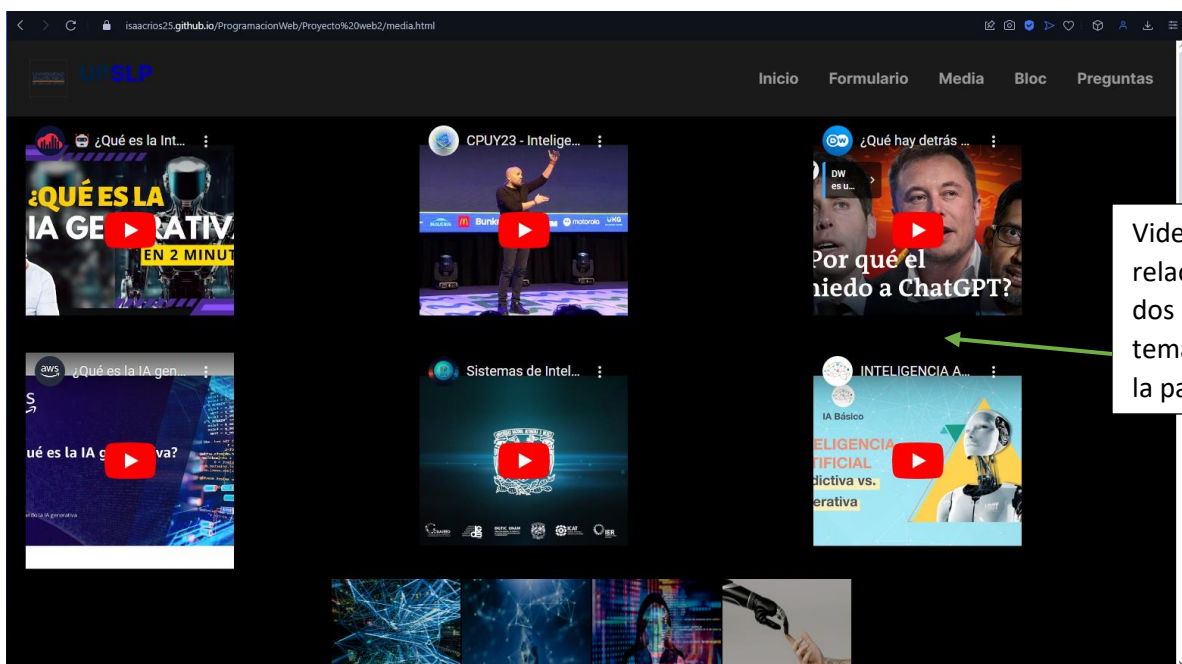 isaacrios25.github.io/ProgramacionWeb/Proyecto%20web2/media.html
UPSLP
Inicio Formulario Media Bloc Preguntas
¿Qué es la Int...
¿QUÉ ES LA
IA GE
RATIV
EN 2 MINUT
CPUY23 - Intelige...
Bunk
motorola
UKG
¿Qué hay detrás ...
DW
DW
es u...
Por qué el
niedo a ChatGPT?
Vide
relac
dos
tema
la pa
aws
¿Qué es la IA gen...
S
ué es la IA g
va?
Sistemas de Intel...
IER
INTELIGENCIA A...
IA Básico
ELIGENCIA
TIFICIAL
dictiva vs.
erativa